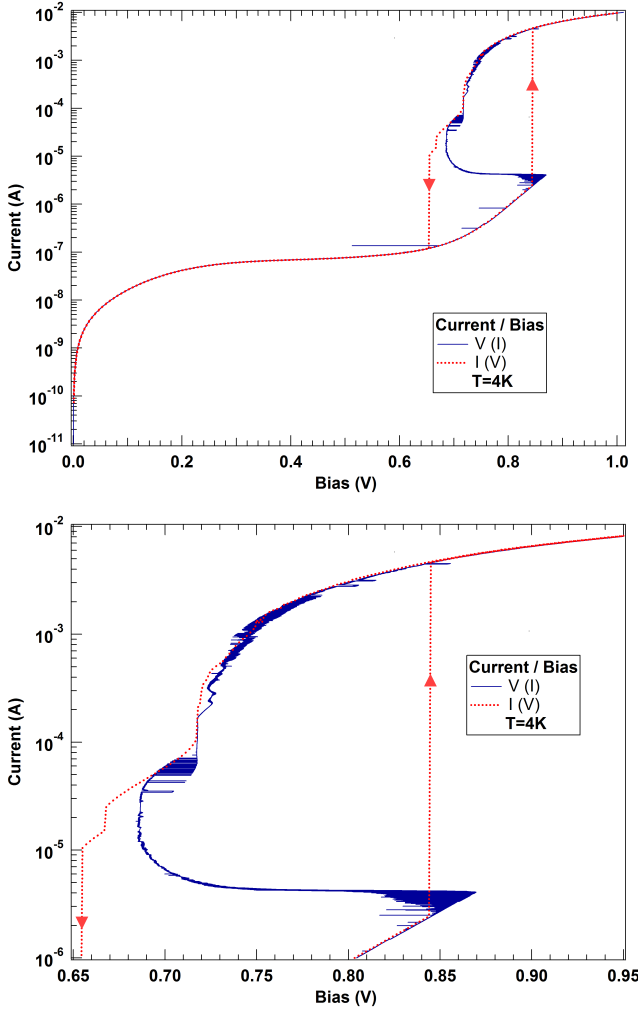 10-2
10-3
10-4
10-5
10-6
10-7
10-8
10-9
10-10
10-11
Current (A)
Current / Bias
V (I)
I (V)
T=4K
0.0 0.2 0.4 0.6 0.8 1.0
Bias (V)
10-2
10-3
10-4
10-5
10-6
Current (A)
Current / Bias
V (I)
I (V)
T=4K
0.65 0.70 0.75 0.80 0.85 0.90 0.95
Bias (V)